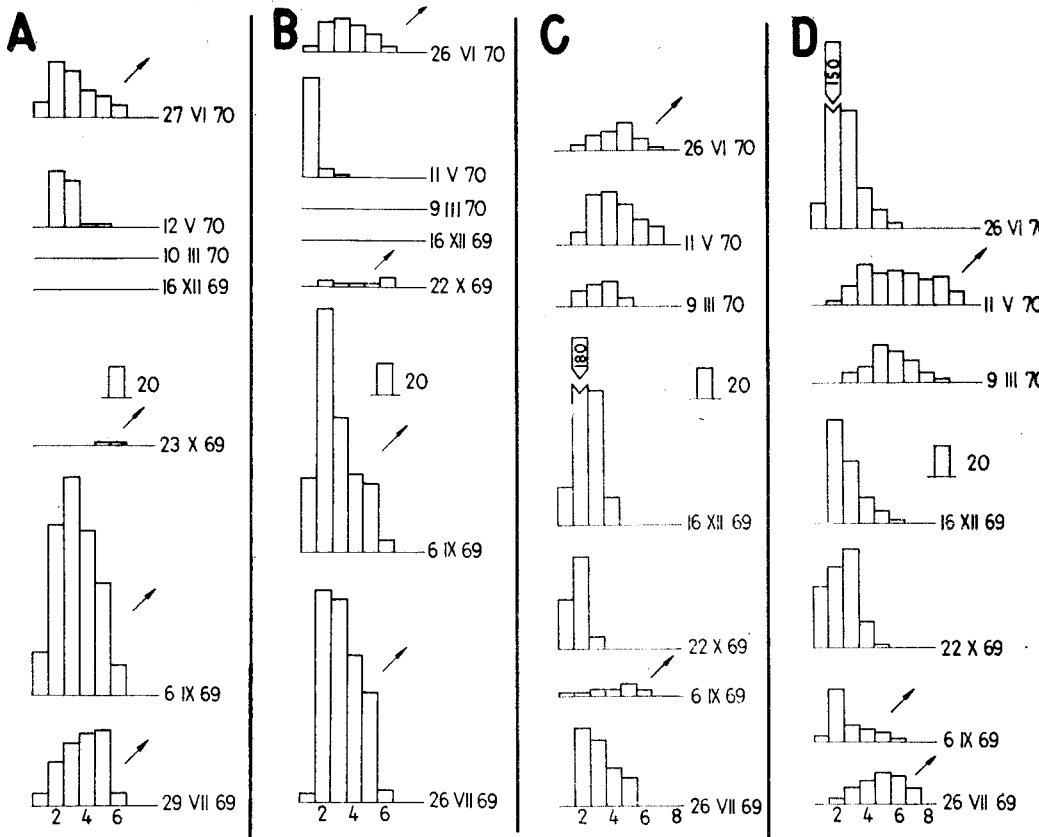 A
27 VI 70
12 V 70
10 III 70
16 XII 69
20
23 X 69
6 IX 69
29 VII 69
2 4 6
B
26 VI 70
11 V 70
9 III 70
16 XII 69
22 X 69
20
6 IX 69
26 VII 69
2 4 6
C
26 VI 70
11 V 70
9 III 70
180
20
16 XII 69
22 X 69
6 IX 69
26 VII 69
2 4 6 8
D
150
26 VI 70
11 V 70
9 III 70
20
16 XII 69
22 X 69
6 IX 69
26 VII 69
2 4 6 8